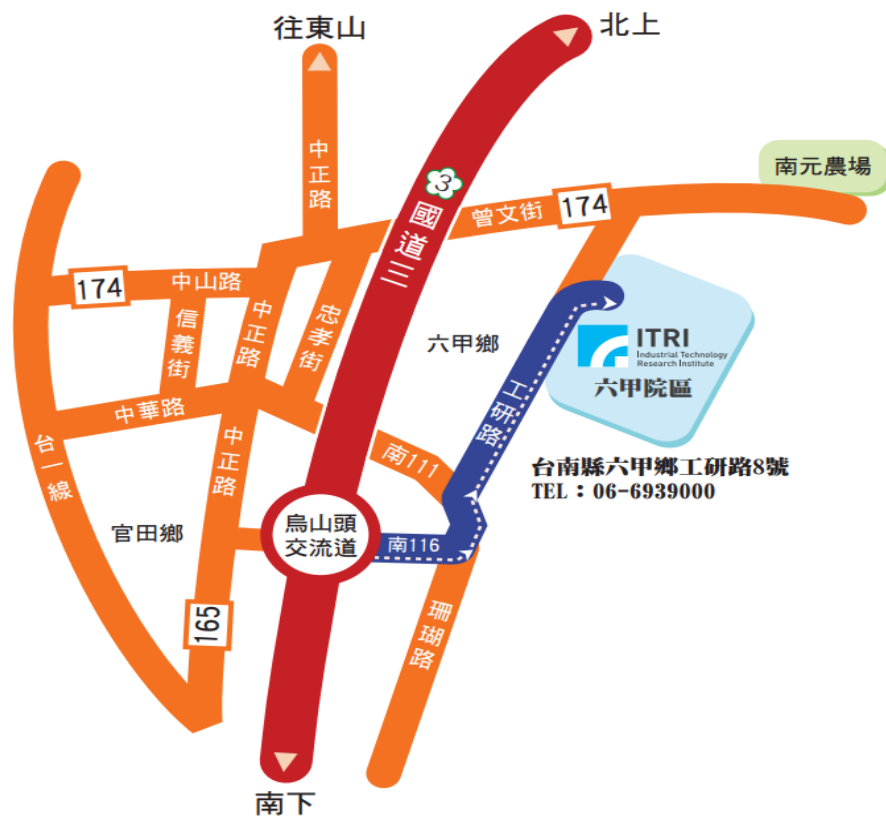 往東山
北上
中正路
3
國道三
南元農場
曾文街
174
174
中山路
信義街
中正路
忠孝街
六甲鄉
ITRI
Industrial Technology
Research Institute
六甲院區
工研路
中華路
台一線
中正路
南111
台南縣六甲鄉工研路8號
TEL：06-6939000
官田鄉
烏山頭
交流道
南116
165
珊瑚路
南下